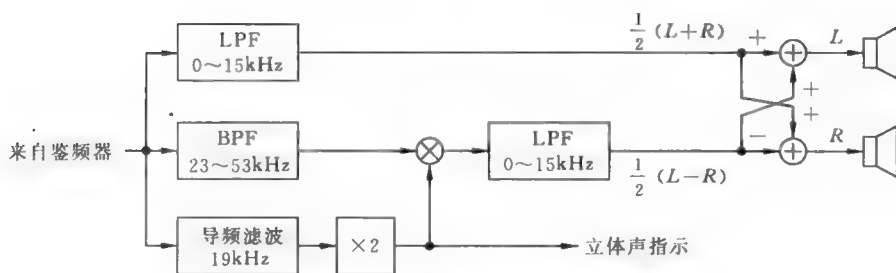 LPF
0～15kHz
1/2 (L+R)
+
+
L
+
+
来自鉴频器
BPF
23～53kHz
×
LPF
0～15kHz
1/2 (L−R)
−
+
R
导频滤波
19kHz
×2
立体声指示